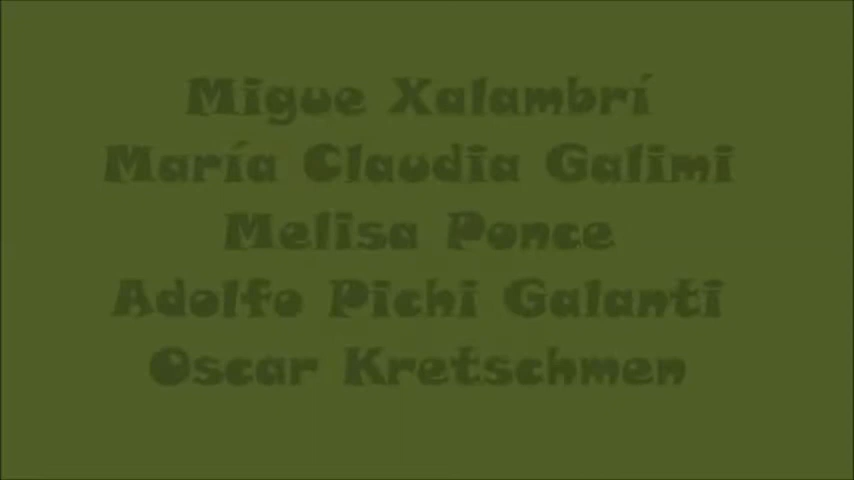 Migue Xalambrí
María Claudia Galimi
Melisa Ponce
Adolfo Pichi Galanti
Oscar Kretschmen